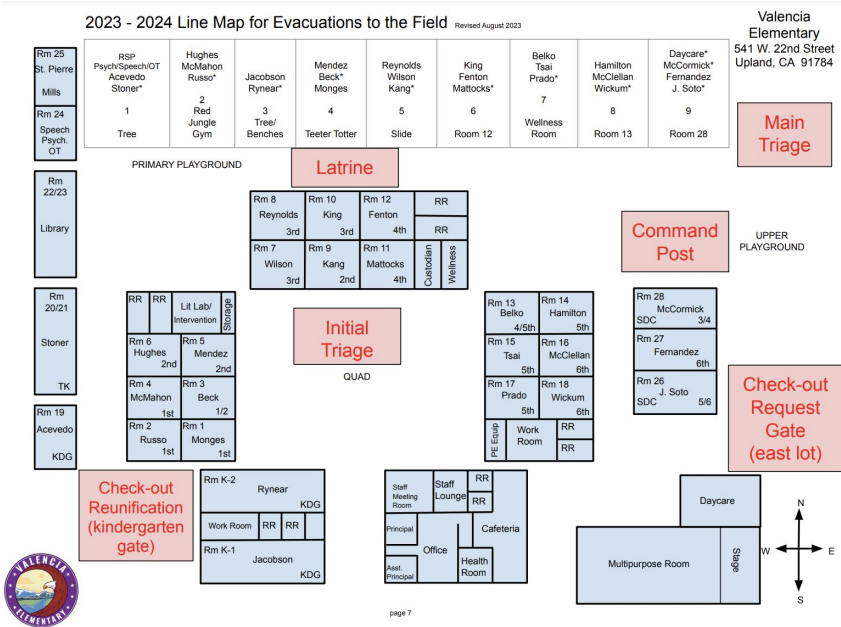 2023 - 2024 Line Map for Evacuations to the Field Revised August 2023
Valencia
Elementary
541 W. 22nd Street
Upland, CA 91784
RSP
Psych/Speech/OT
Acevedo
Stoner*
1
Tree
Hughes
McMahon
Russo*
2
Red
Jungle
Gym
Jacobson
Rynear*
3
Tree/
Benches
Mendez
Beck*
Monges
4
Teeter Totter
Reynolds
Wilson
Kang*
5
Slide
King
Fenton
Mattocks*
6
Room 12
Belko
Tsai
Prado*
7
Wellness
Room
Hamilton
McClellan
Wickum*
8
Room 13
Daycare*
McCormick*
Fernandez
J. Soto*
9
Room 28
Rm 25
St. Pierre
Mills
Rm 24
Speech
Psych.
OT
Rm
22/23
Library
Rm
20/21
Stoner
TK
Rm 19
Acevedo
KDG
PRIMARY PLAYGROUND
Latrine
Main
Triage
Rm 8
Reynolds
3rd
Rm 10
King
3rd
Rm 12
Fenton
4th
RR
RR
Rm 7
Wilson
3rd
Rm 9
Kang
2nd
Rm 11
Mattocks
4th
Custodian
Wellness
Command
Post
UPPER
PLAYGROUND
RR
RR
Lit Lab/
Intervention
Storage
Rm 6
Hughes
2nd
Rm 5
Mendez
2nd
Rm 4
McMahon
1st
Rm 3
Beck
1/2
Rm 2
Russo
1st
Rm 1
Monges
1st
Initial
Triage
QUAD
Rm 13
Belko
4/5th
Rm 14
Hamilton
5th
Rm 15
Tsai
5th
Rm 16
McClellan
6th
Rm 17
Prado
5th
Rm 18
Wickum
6th
PE Equip
Work
Room
RR
RR
Rm 28
McCormick
SDC 3/4
Rm 27
Fernandez
6th
Rm 26
J. Soto
SDC 5/6
Check-out
Request
Gate
(east lot)
Check-out
Reunification
(kindergarten
gate)
Rm K-2
Rynear
KDG
Work Room
RR
RR
Rm K-1
Jacobson
KDG
Staff
Meeting
Room
Staff
Lounge
RR
RR
Principal
Office
Cafeteria
Asst.
Principal
Health
Room
Daycare
Multipurpose Room
Stage
N
W
E
S
VALENCIA
ELEMENTARY
page 7